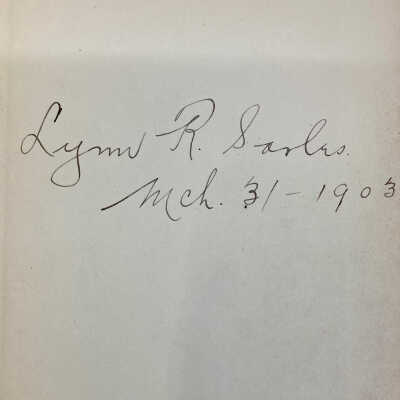 Lynn R. Sarles.
Mch. 31 - 1903